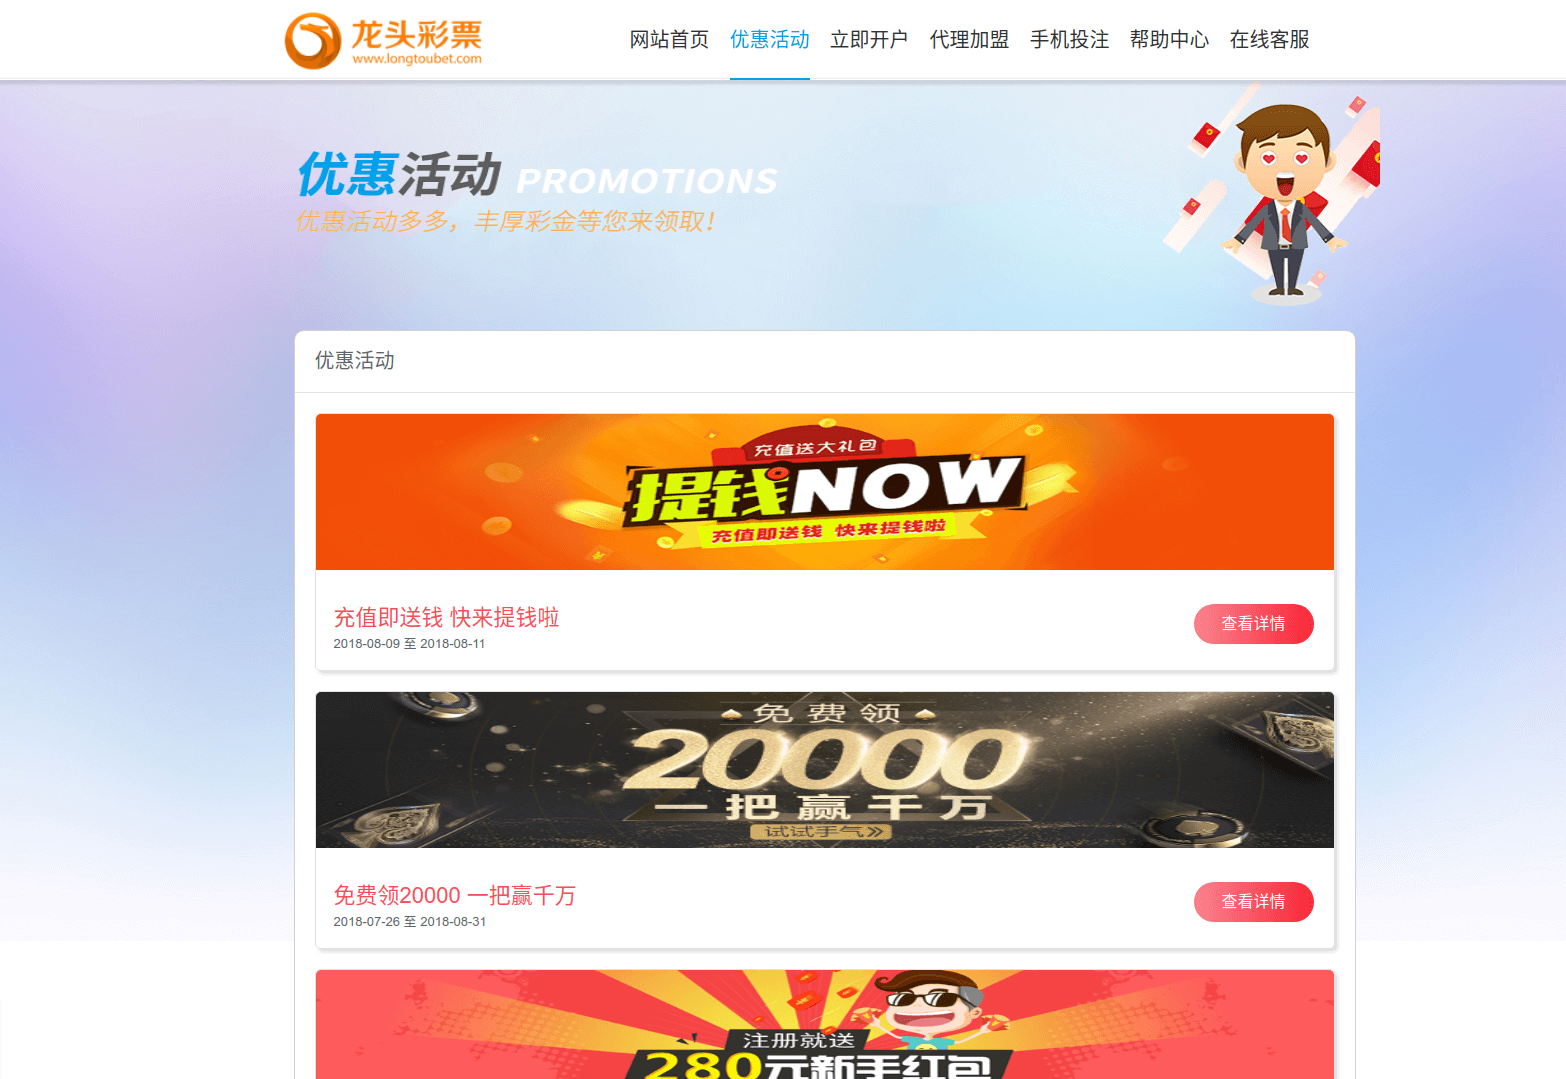 龙头彩票
www.longtoubet.com
网站首页 优惠活动 立即开户 代理加盟 手机投注 帮助中心 在线客服
优惠活动 PROMOTIONS
优惠活动多多，丰厚彩金等您来领取！
优惠活动
充值送大礼包
提钱NOW
充值即送钱 快来提钱啦
充值即送钱 快来提钱啦
2018-08-09 至 2018-08-11
查看详情
免费领
20000
一把赢千万
试试手气
免费领20000 一把赢千万
2018-07-26 至 2018-08-31
查看详情
注册就送
280元新手红包